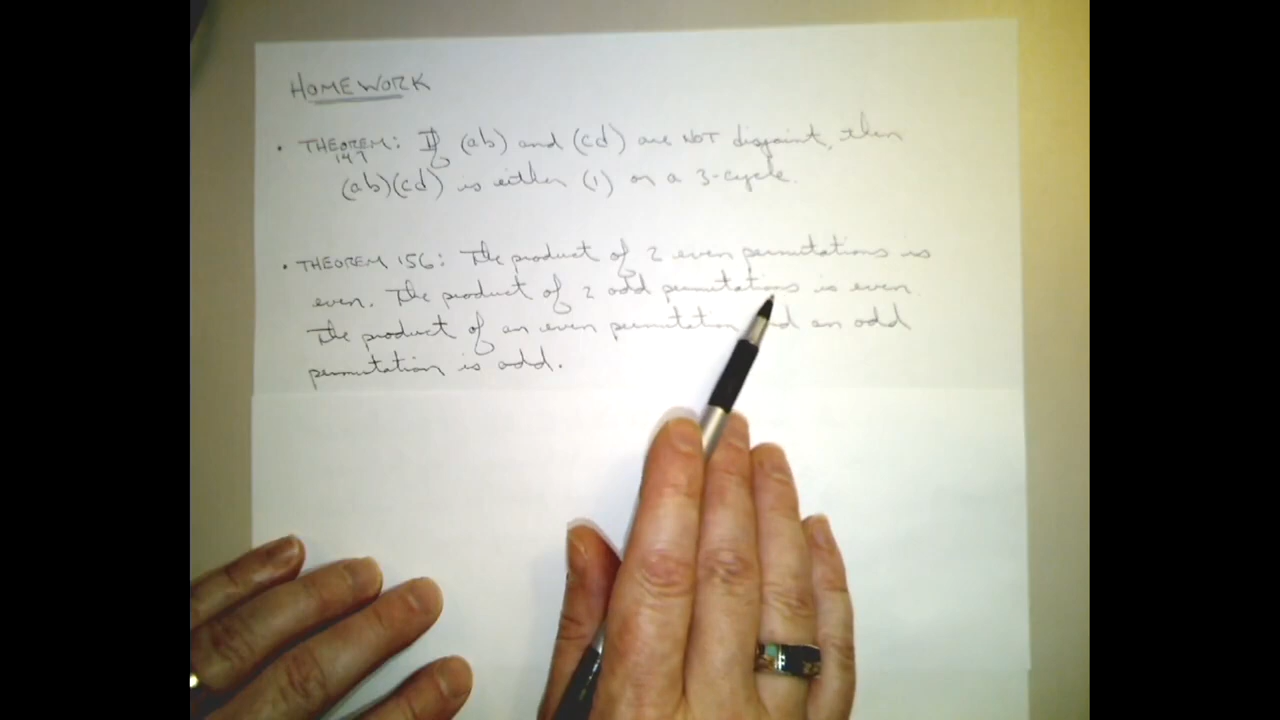 HOMEWORK
• THEOREM: If (ab) and (cd) are NOT disjoint, then
147
(ab)(cd) is either (1) or a 3-cycle.
• THEOREM 156: The product of 2 even permutations is
even. The product of 2 odd permutations is even.
The product of an even permutation and an odd
permutation is odd.